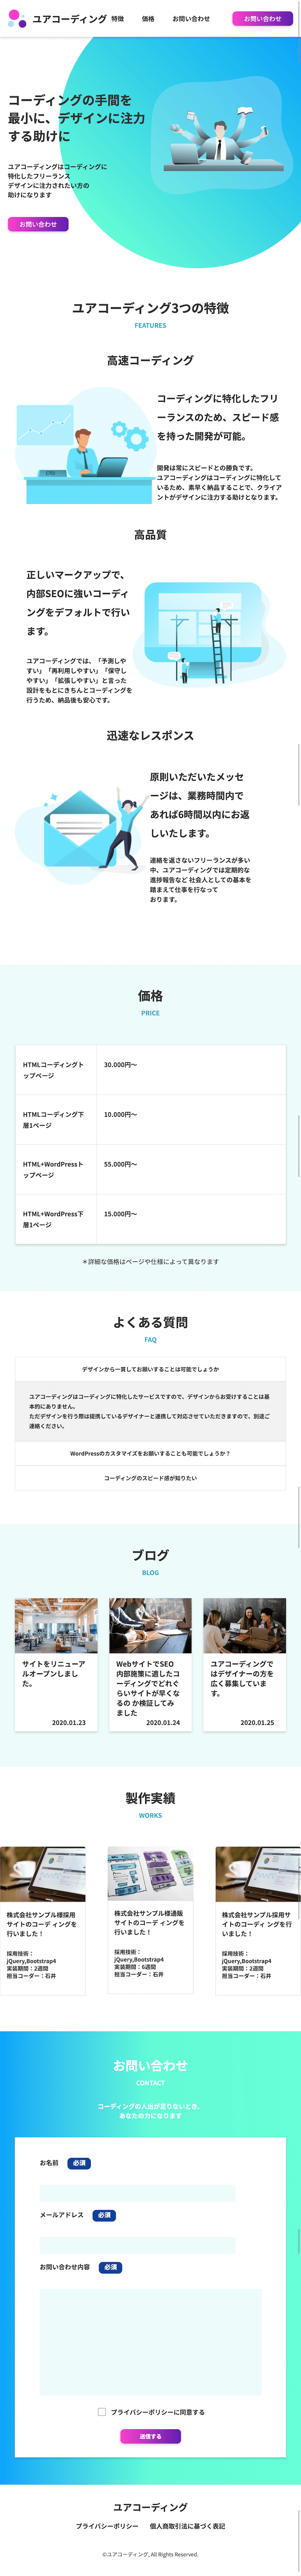 ユアコーディング
特徴
価格
お問い合わせ
お問い合わせ
コーディングの手間を
最小に、デザインに注力
する助けに
ユアコーディングはコーディングに
特化したフリーランス
デザインに注力されたい方の
助けになります
お問い合わせ
ユアコーディング3つの特徴
FEATURES
高速コーディング
コーディングに特化したフリ
ーランスのため、スピード感
を持った開発が可能。
開発は常にスピードとの勝負です。
ユアコーディングはコーディングに特化して
いるため、素早く納品することで、クライア
ントがデザインに注力する助けとなります。
高品質
正しいマークアップで、
内部SEOに強いコーディ
ングをデフォルトで行い
ます。
ユアコーディングでは、「予測しや
すい」「再利用しやすい」「保守し
やすい」「拡張しやすい」と言った
設計をもとにきちんとコーディングを
行うため、納品後も安心です。
迅速なレスポンス
原則いただいたメッセ
ージは、業務時間内で
あれば6時間以内にお返
しいたします。
連絡を返さないフリーランスが多い
中、ユアコーディングでは定期的な
進捗報告など 社会人としての基本を
踏まえて仕事を行なって
おります。
価格
PRICE
HTMLコーディングト
ップページ
30.000円〜
HTMLコーディング下
層1ページ
10.000円〜
HTML+WordPressト
ップページ
55.000円〜
HTML+WordPress下
層1ページ
15.000円〜
＊詳細な価格はページや仕様によって異なります
よくある質問
FAQ
デザインから一貫してお願いすることは可能でしょうか
ユアコーディングはコーディングに特化したサービスですので、デザインからお受けすることは基
本的にありません。
ただデザインを行う際は提携しているデザイナーと連携して対応させていただきますので、別途ご
連絡ください。
WordPressのカスタマイズをお願いすることも可能でしょうか？
コーディングのスピード感が知りたい
ブログ
BLOG
サイトをリニューア
ルオープンしまし
た。
2020.01.23
WebサイトでSEO
内部施策に適したコ
ーディングでどれぐ
らいサイトが早くな
るの か検証してみ
ました
2020.01.24
ユアコーディングで
はデザイナーの方を
広く募集していま
す。
2020.01.25
製作実績
WORKS
株式会社サンプル様採用
サイトのコーデ ィングを
行いました！
採用技術：
jQuery,Bootstrap4
実装期間：2週間
担当コーダー：石井
株式会社サンプル様通販
サイトのコーデ ィングを
行いました！
採用技術：
jQuery,Bootstrap4
実装期間：6週間
担当コーダー：石井
株式会社サンプル採用サ
イトのコーディ ングを行
いました！
採用技術：
jQuery,Bootstrap4
実装期間：2週間
担当コーダー：石井
お問い合わせ
CONTACT
コーディングの人出が足りないとき、
あなたの力になります
お名前 必須
メールアドレス 必須
お問い合わせ内容 必須
プライバシーポリシーに同意する
送信する
ユアコーディング
プライバシーポリシー 個人商取引法に基づく表記
©ユアコーディング, All Rights Reserved.